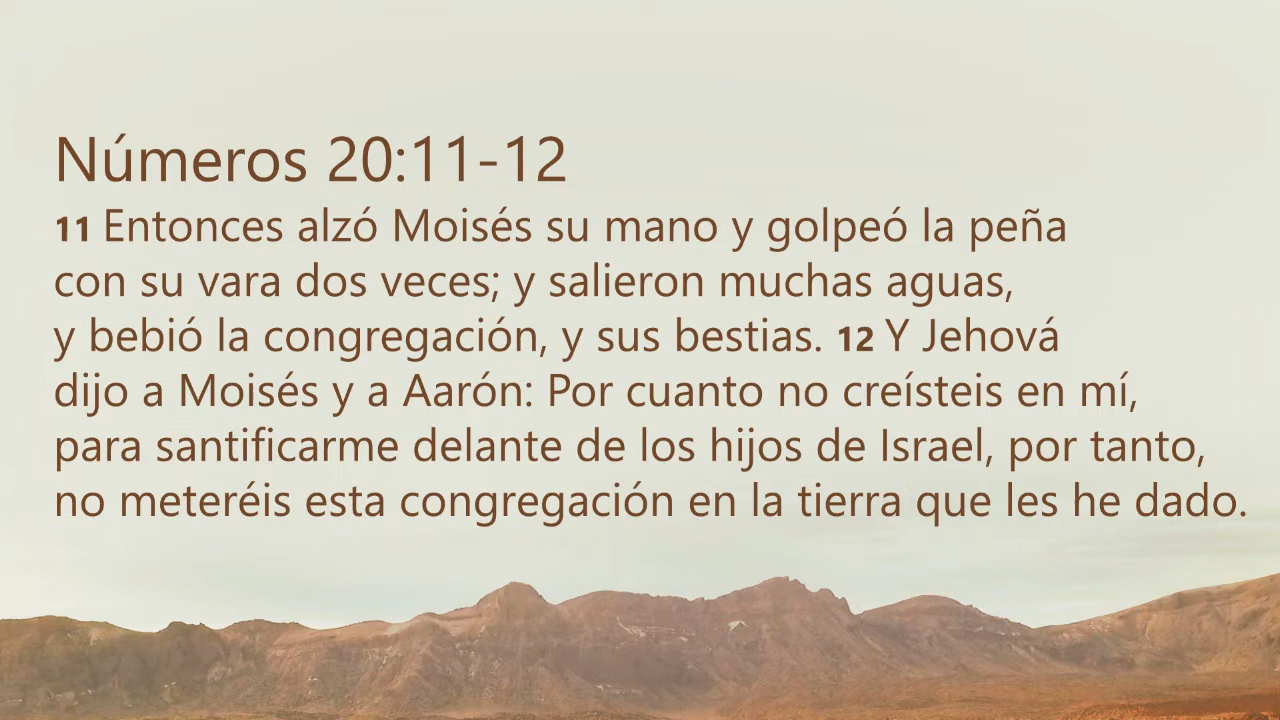 Números 20:11-12
11 Entonces alzó Moisés su mano y golpeó la peña
con su vara dos veces; y salieron muchas aguas,
y bebió la congregación, y sus bestias. 12 Y Jehová
dijo a Moisés y a Aarón: Por cuanto no creísteis en mí,
para santificarme delante de los hijos de Israel, por tanto,
no meteréis esta congregación en la tierra que les he dado.